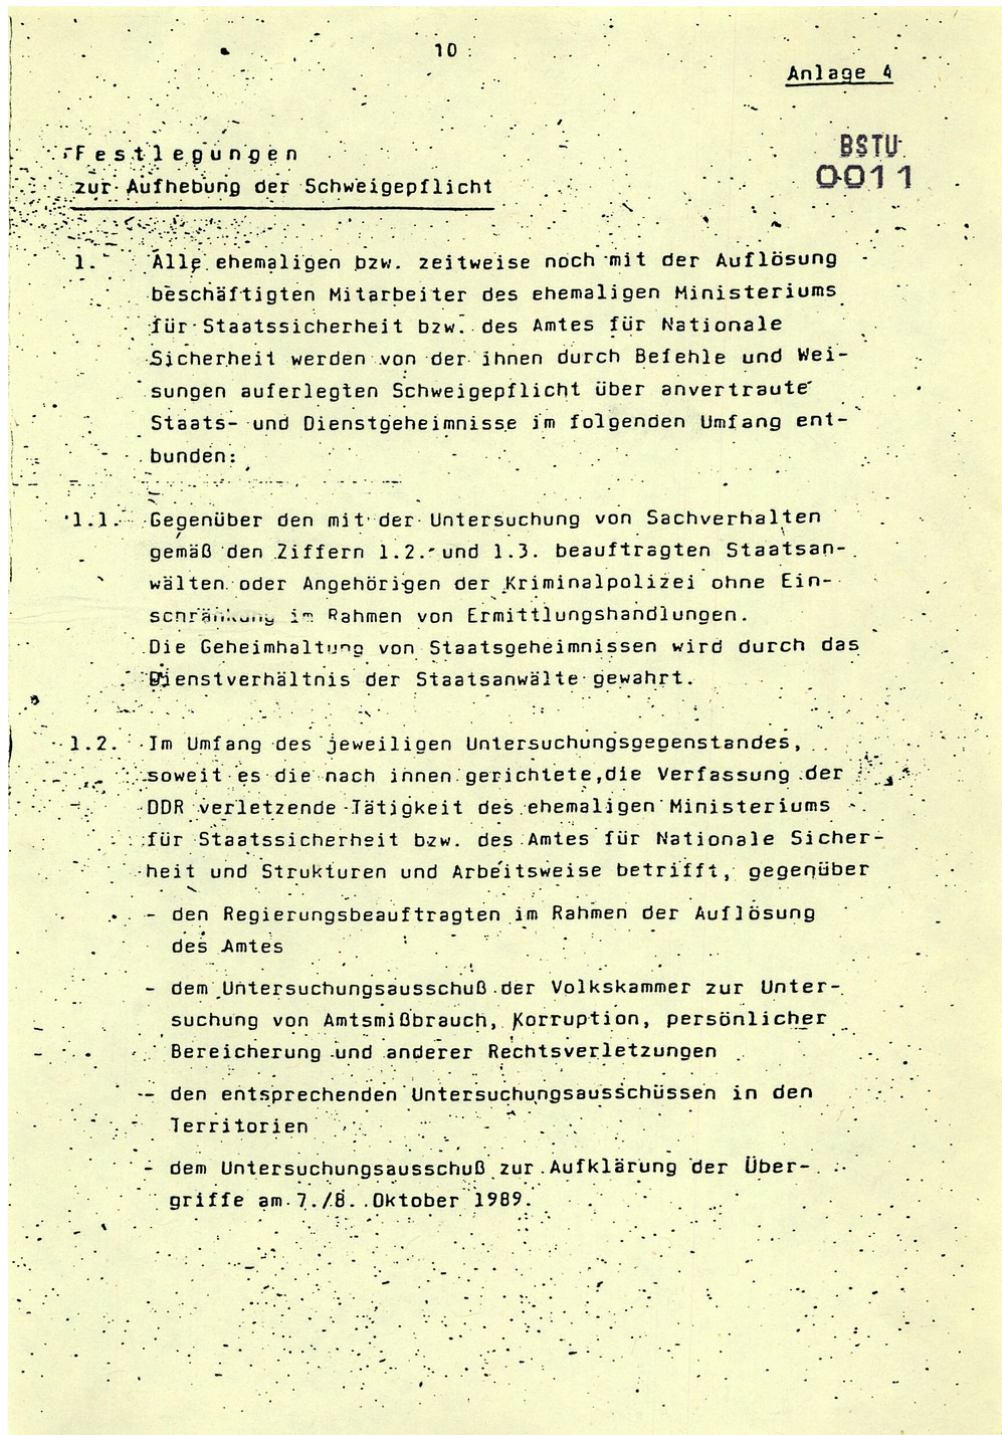 10
Anlage 4
BSTU
0011
Festlegungen
zur Aufhebung der Schweigepflicht
1. Alle ehemaligen bzw. zeitweise noch mit der Auflösung
beschäftigten Mitarbeiter des ehemaligen Ministeriums
für Staatssicherheit bzw. des Amtes für Nationale
Sicherheit werden von der ihnen durch Befehle und Wei-
sungen auferlegten Schweigepflicht über anvertraute
Staats- und Dienstgeheimnisse im folgenden Umfang ent-
bunden:
1.1. Gegenüber den mit der Untersuchung von Sachverhalten
gemäß den Ziffern 1.2. und 1.3. beauftragten Staatsan-
wälten oder Angehörigen der Kriminalpolizei ohne Ein-
schränkung im Rahmen von Ermittlungshandlungen.
Die Geheimhaltung von Staatsgeheimnissen wird durch das
Dienstverhältnis der Staatsanwälte gewahrt.
1.2. Im Umfang des jeweiligen Untersuchungsgegenstandes,
soweit es die nach innen gerichtete,die Verfassung der
DDR verletzende Tätigkeit des ehemaligen Ministeriums
für Staatssicherheit bzw. des Amtes für Nationale Sicher-
heit und Strukturen und Arbeitsweise betrifft, gegenüber
- den Regierungsbeauftragten im Rahmen der Auflösung
des Amtes
- dem Untersuchungsausschuß der Volkskammer zur Unter-
suchung von Amtsmißbrauch, Korruption, persönlicher
Bereicherung und anderer Rechtsverletzungen
- den entsprechenden Untersuchungsausschüssen in den
Territorien
- dem Untersuchungsausschuß zur Aufklärung der Über-
griffe am 7./8. Oktober 1989.